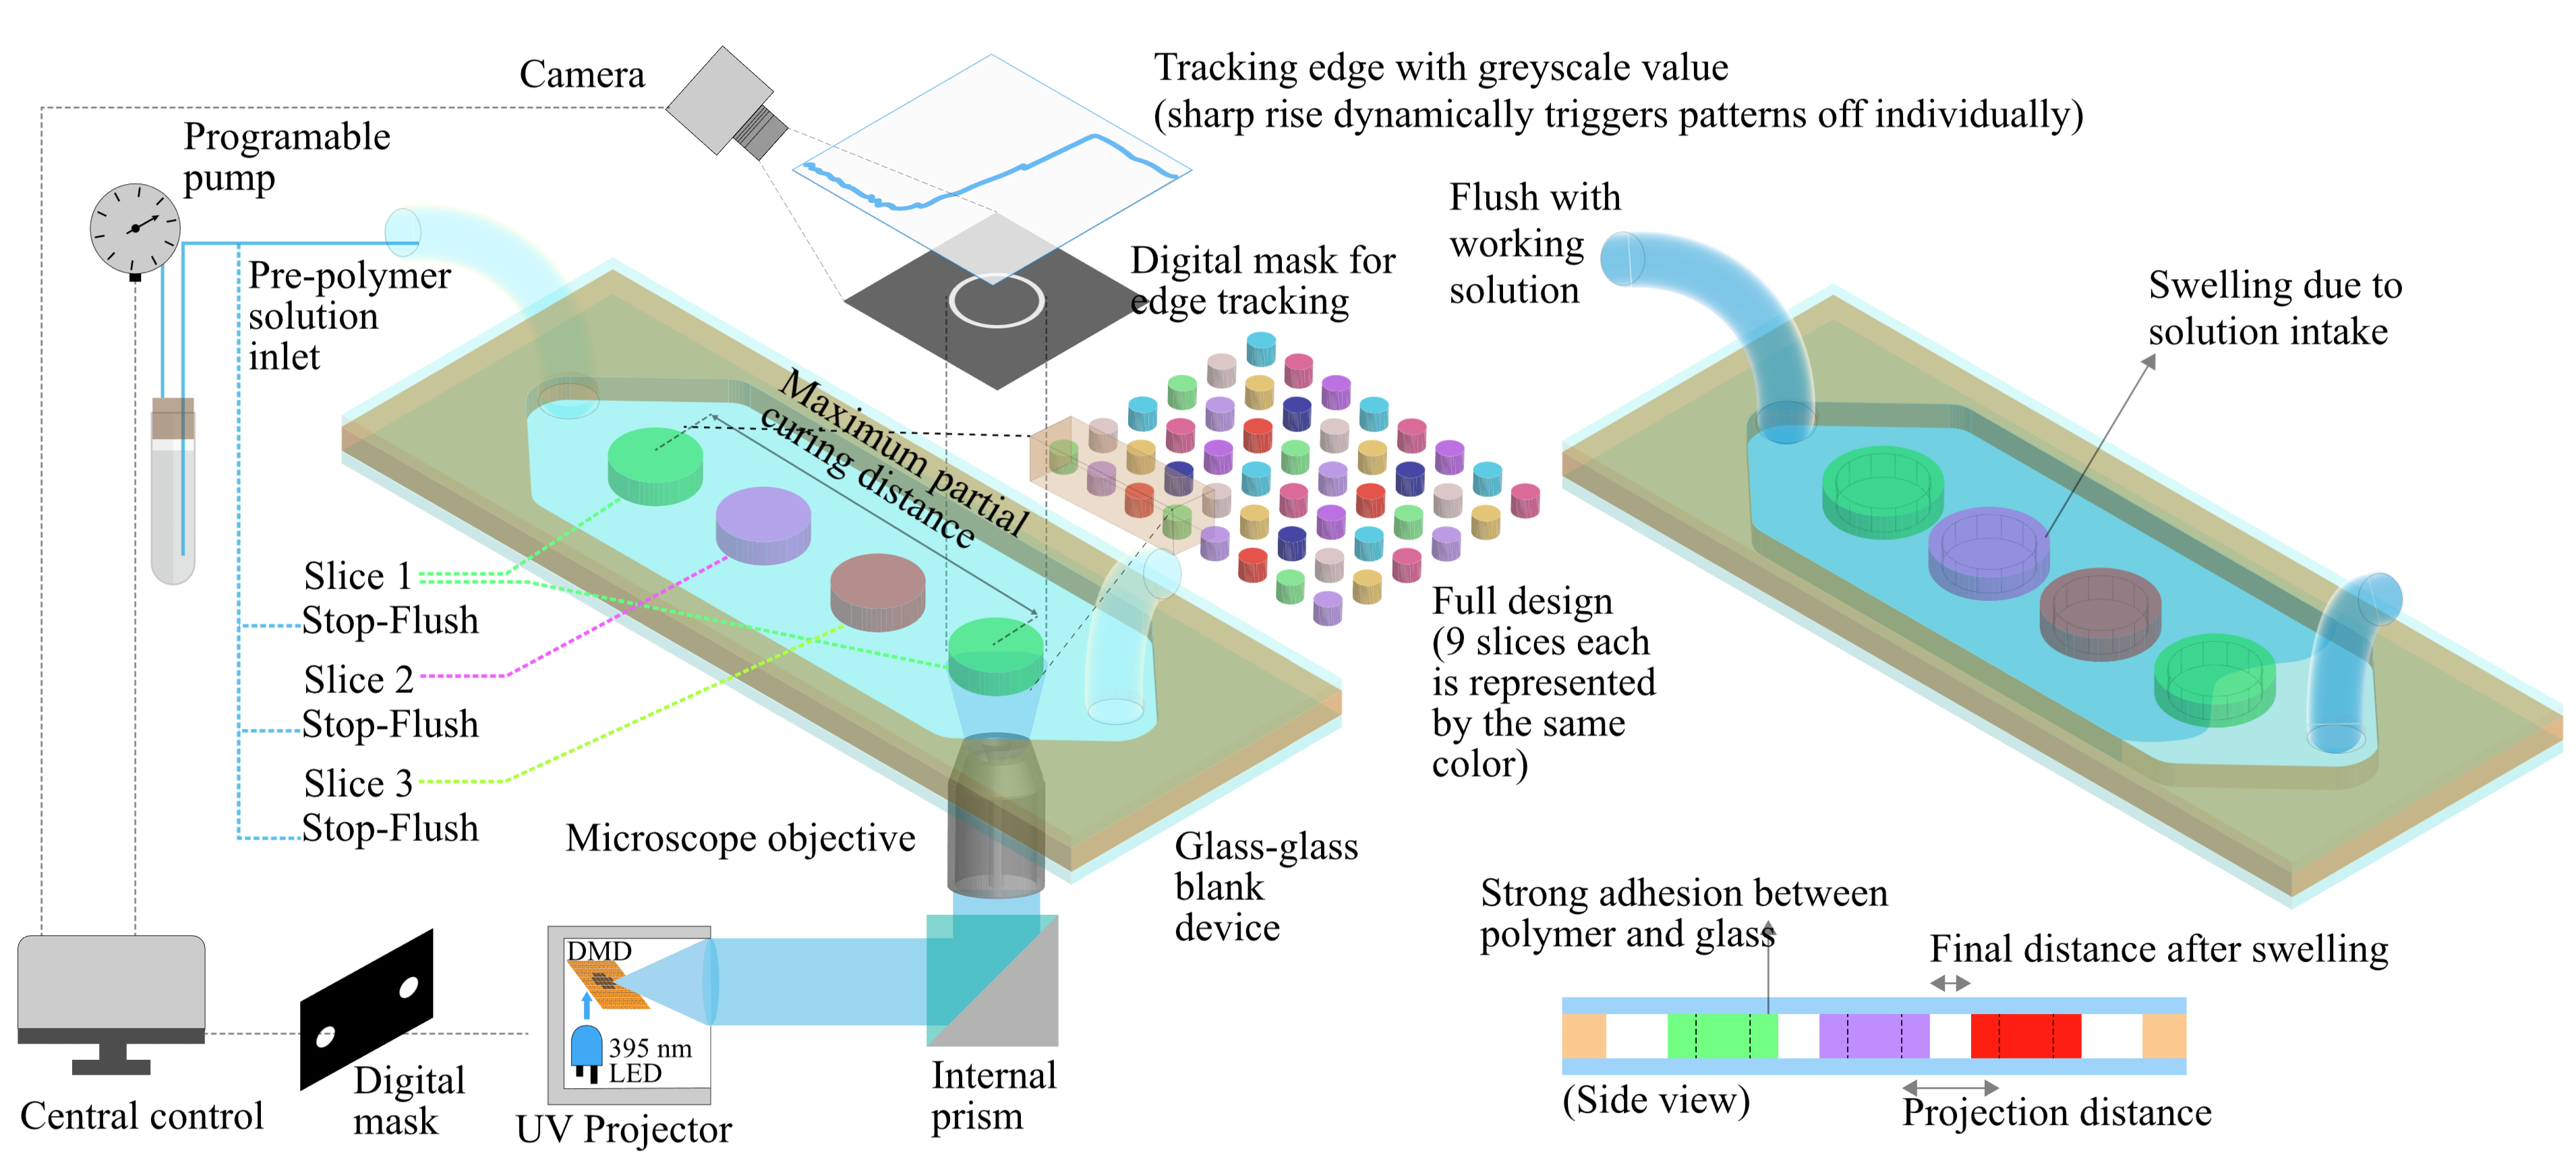 Camera
Tracking edge with greyscale value
(sharp rise dynamically triggers patterns off individually)
Programable
pump
Pre-polymer
solution
inlet
Digital mask for
edge tracking
Flush with
working
solution
Swelling due to
solution intake
Maximum partial
curing distance
Slice 1
Stop-Flush
Slice 2
Stop-Flush
Slice 3
Stop-Flush
Full design
(9 slices each
is represented
by the same
color)
Microscope objective
Glass-glass
blank
device
Strong adhesion between
polymer and glass
Final distance after swelling
(Side view)
Projection distance
DMD
395 nm
LED
Central control
Digital
mask
UV Projector
Internal
prism